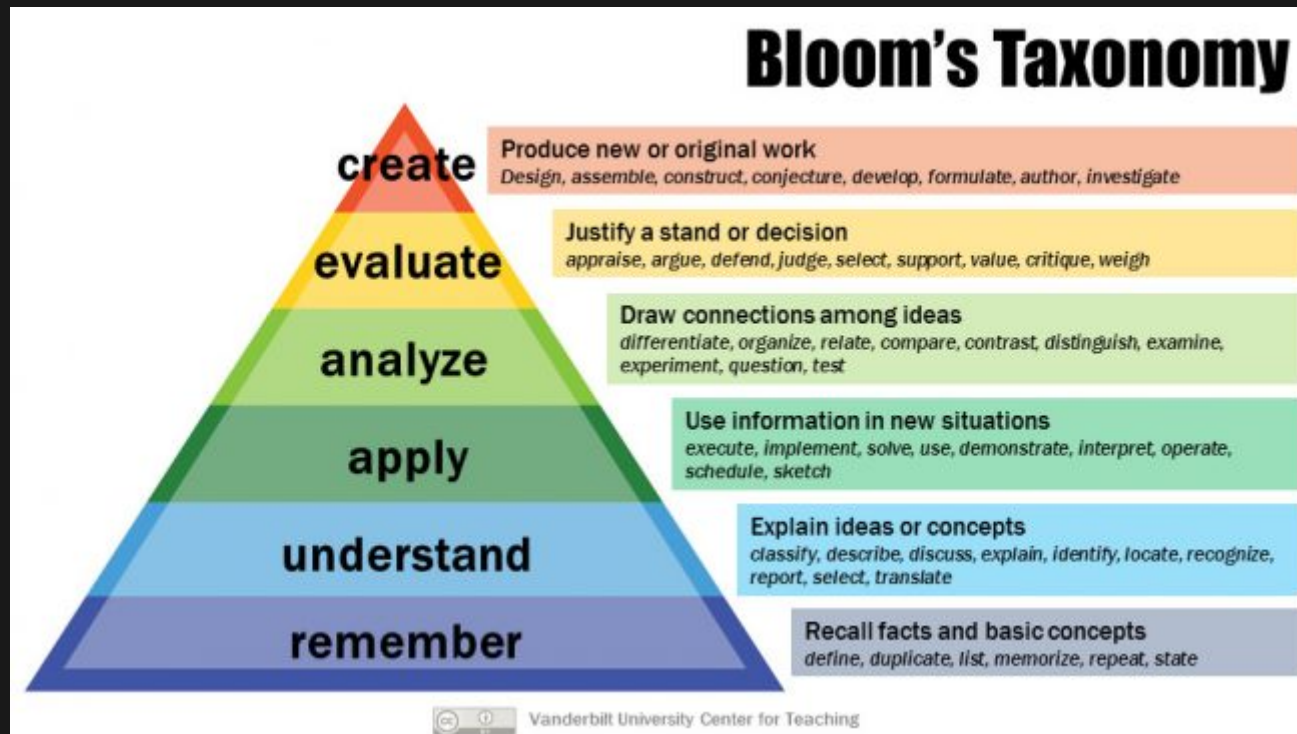 Bloom's Taxonomy
create
Produce new or original work
Design, assemble, construct, conjecture, develop, formulate, author, investigate
evaluate
Justify a stand or decision
appraise, argue, defend, judge, select, support, value, critique, weigh
analyze
Draw connections among ideas
differentiate, organize, relate, compare, contrast, distinguish, examine,
experiment, question, test
apply
Use information in new situations
execute, implement, solve, use, demonstrate, interpret, operate,
schedule, sketch
understand
Explain ideas or concepts
classify, describe, discuss, explain, identify, locate, recognize,
report, select, translate
remember
Recall facts and basic concepts
define, duplicate, list, memorize, repeat, state
cc
Vanderbilt University Center for Teaching